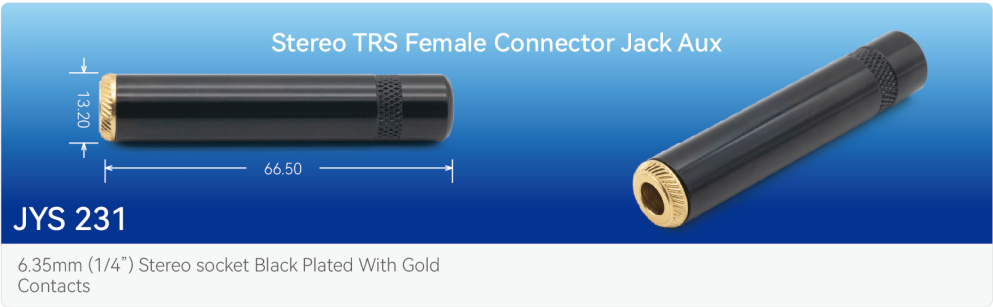 Stereo TRS Female Connector Jack Aux
13.20
66.50
JYS 231
6.35mm (1/4”) Stereo socket Black Plated With Gold
Contacts